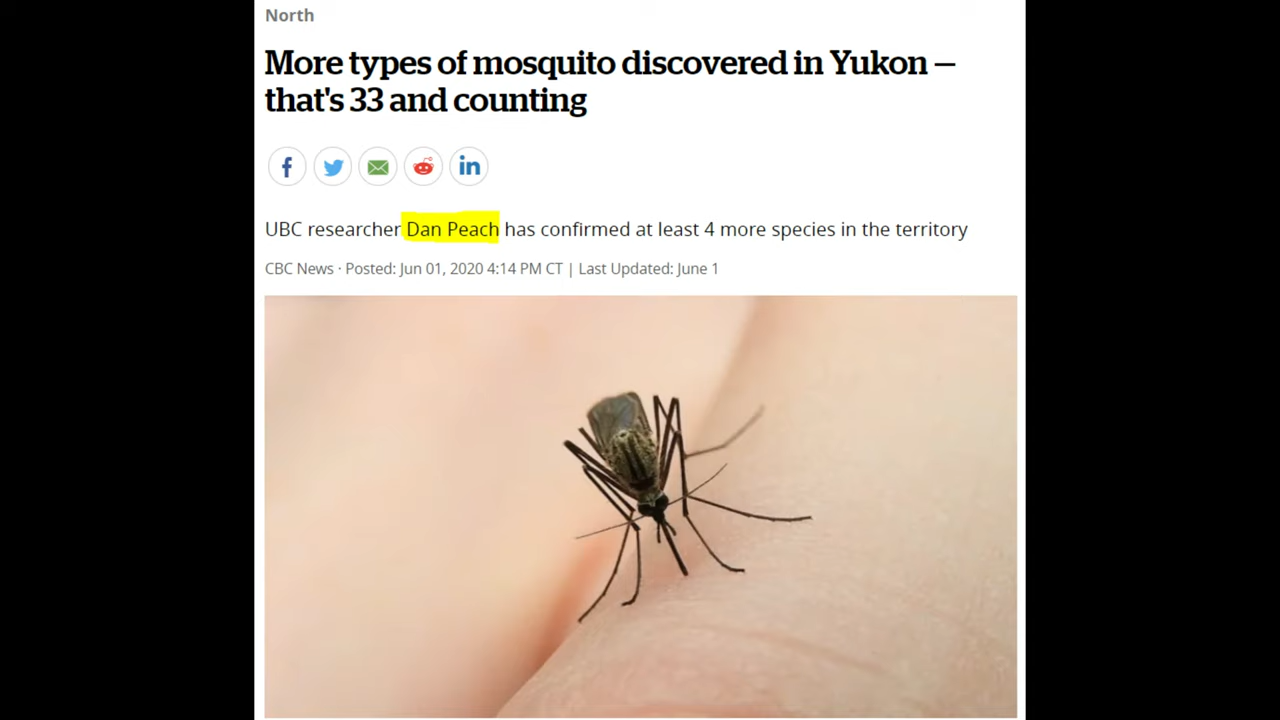 North
More types of mosquito discovered in Yukon —
that's 33 and counting
UBC researcher Dan Peach has confirmed at least 4 more species in the territory
CBC News · Posted: Jun 01, 2020 4:14 PM CT | Last Updated: June 1